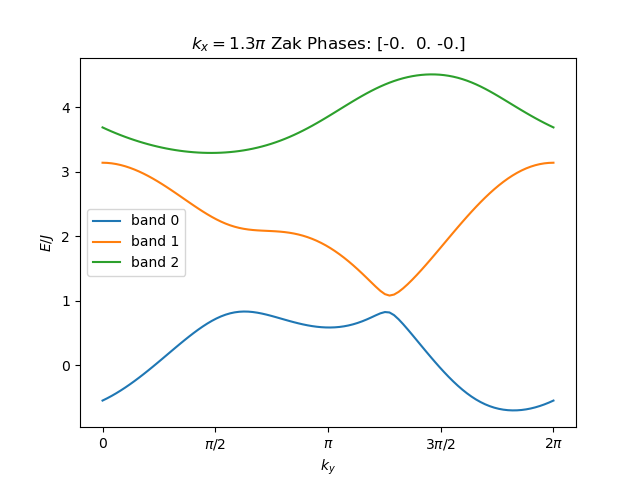 $k_x = 1.3\pi$ Zak Phases: [-0.  0. -0.]
E/J
4
3
2
1
0
band 0
band 1
band 2
0
π/2
π
3π/2
2π
$k_y$